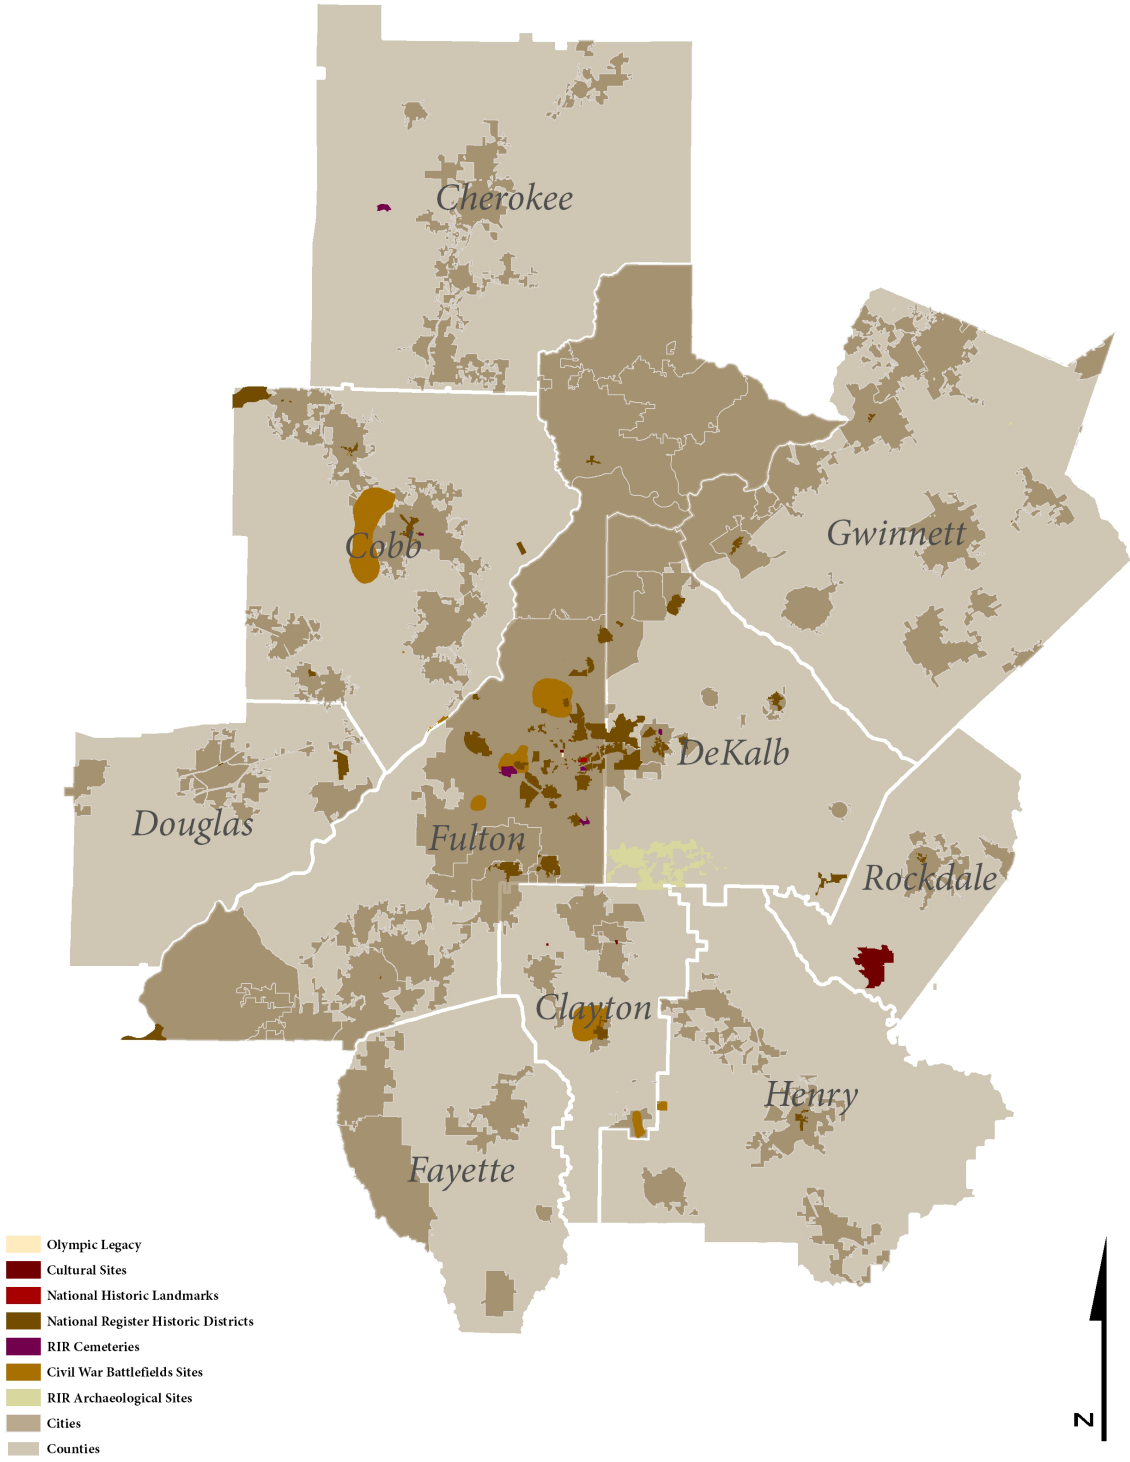 Cherokee
Cobb
Gwinnett
DeKalb
Douglas
Fulton
Rockdale
Clayton
Henry
Fayette
Olympic Legacy
Cultural Sites
National Historic Landmarks
National Register Historic Districts
RIR Cemeteries
Civil War Battlefields Sites
RIR Archaeological Sites
Cities
Counties
N